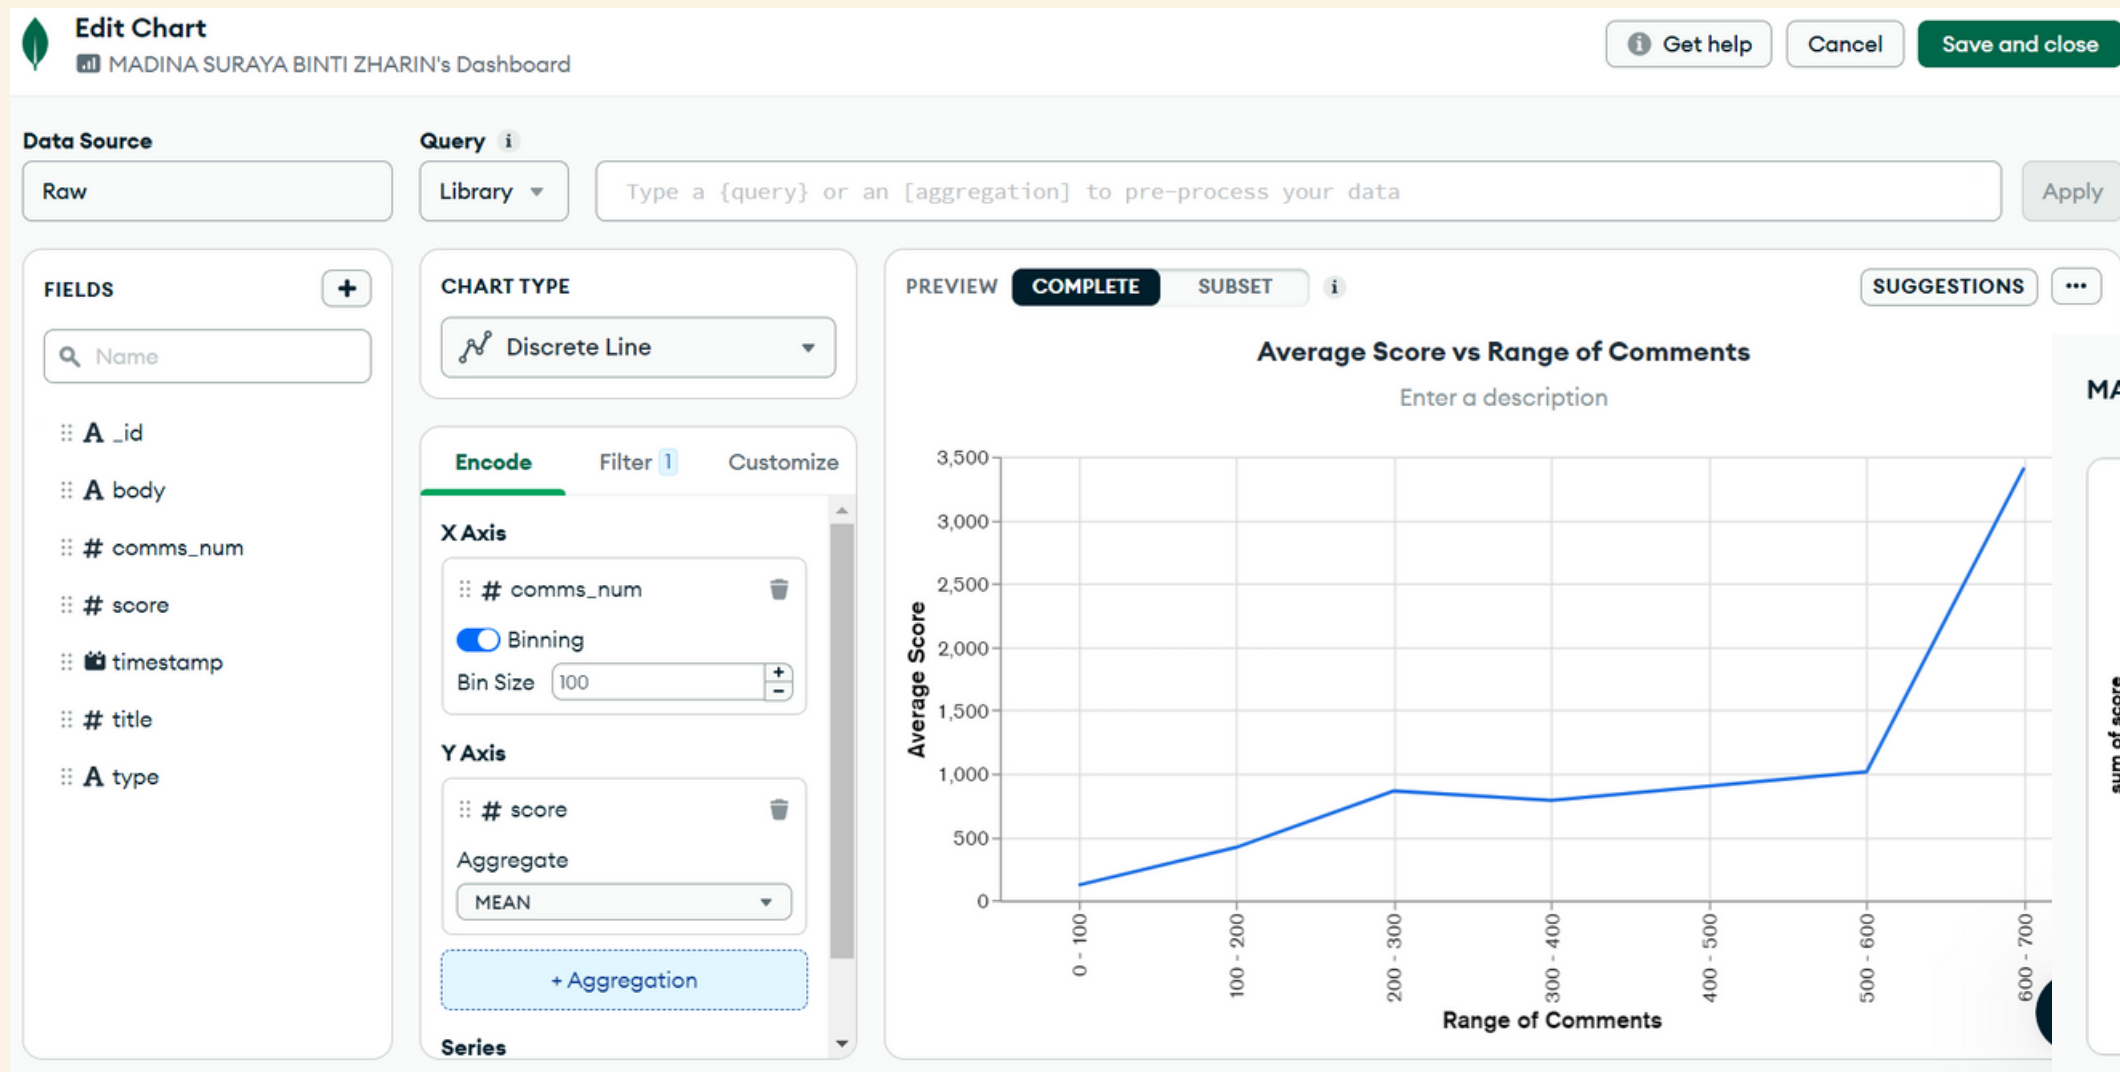 Edit Chart
MADINA SURAYA BINTI ZHARIN's Dashboard
Get help
Cancel
Save and close
Data Source
Query
Raw
Library
Type a {query} or an [aggregation] to pre-process your data
Apply
FIELDS
Name
_id
body
comms_num
score
timestamp
title
type
CHART TYPE
Discrete Line
Encode
Filter 1
Customize
X Axis
# comms_num
Binning
Bin Size 100
Y Axis
# score
Aggregate
MEAN
+ Aggregation
Series
PREVIEW COMPLETE SUBSET
SUGGESTIONS
Average Score vs Range of Comments
Enter a description
Average Score
3,500
3,000
2,500
2,000
1,500
1,000
500
0
0 - 100
100 - 200
200 - 300
300 - 400
400 - 500
500 - 600
600 - 700
Range of Comments
MA
sum of score